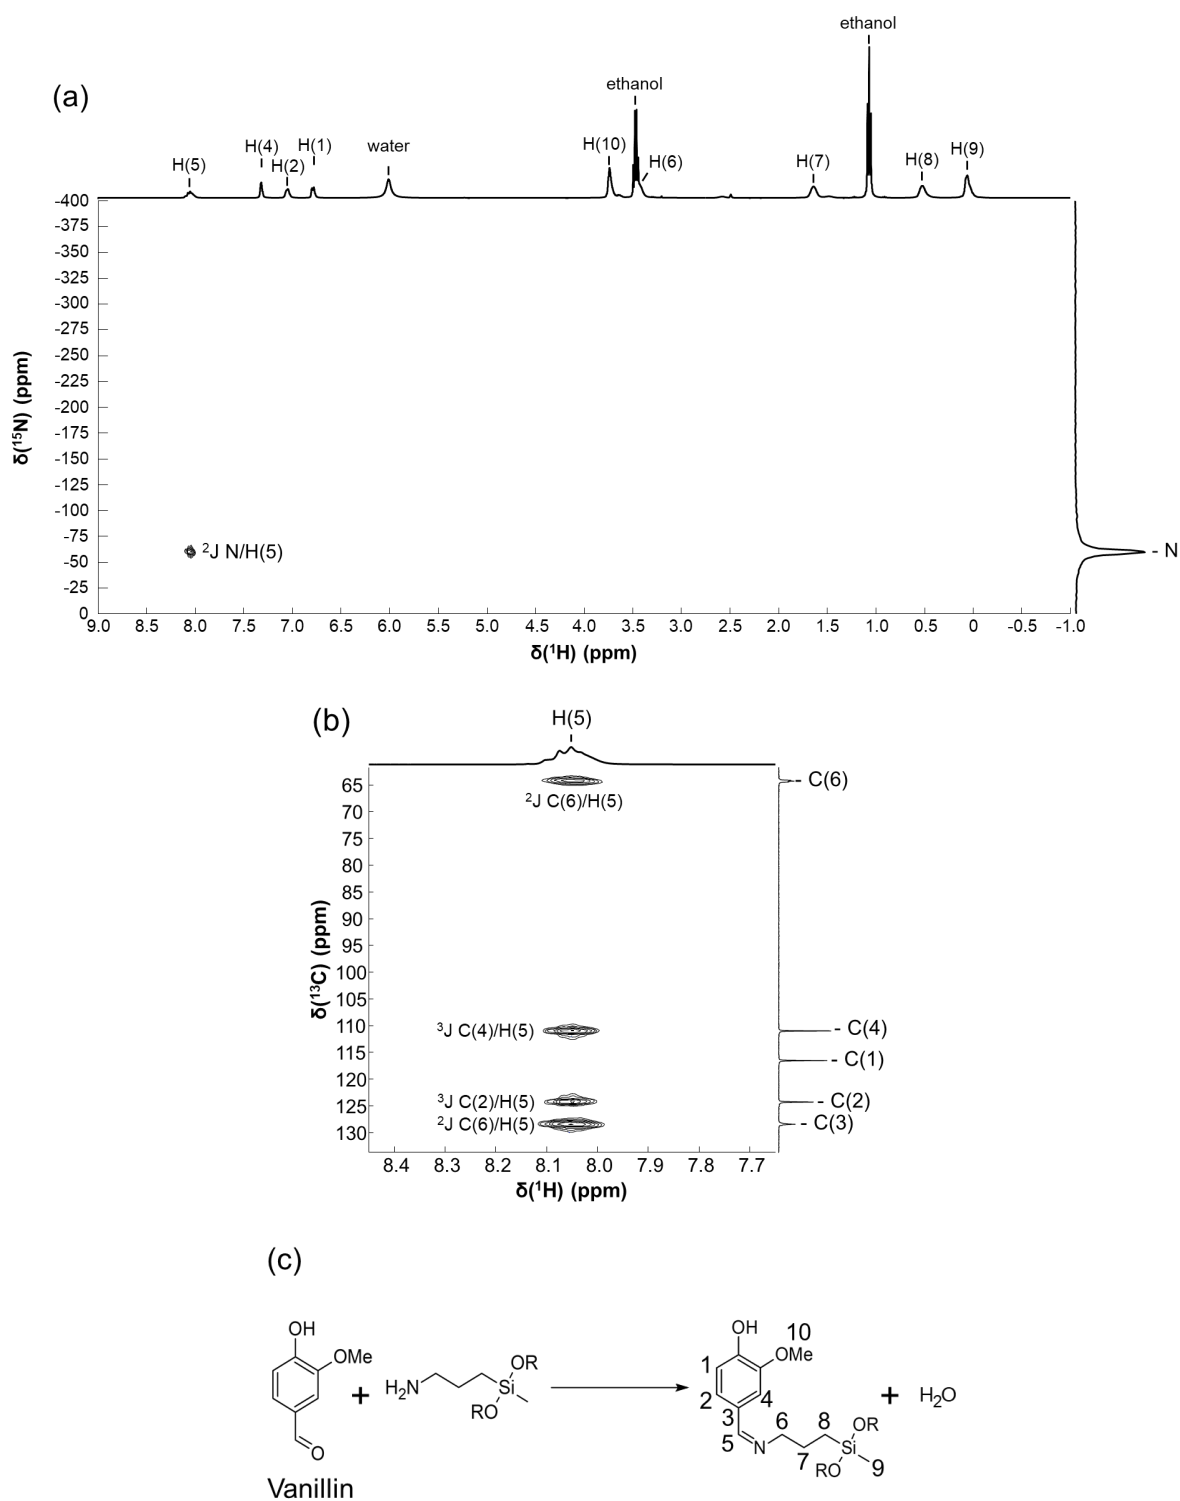 (a)
ethanol
ethanol
H(5)
H(4)
H(2)
H(1)
water
H(10)
H(6)
H(7)
H(8)
H(9)
-400
-375
-350
-325
-300
-275
-250
-225
-200
-175
-150
-125
-100
-75
-50
-25
0
δ(¹⁵N) (ppm)
²J N/H(5)
N
9.0 8.5 8.0 7.5 7.0 6.5 6.0 5.5 5.0 4.5 4.0 3.5 3.0 2.5 2.0 1.5 1.0 0.5 0 -0.5 -1.0
δ(¹H) (ppm)
(b)
H(5)
65
70
75
80
85
90
95
100
105
110
115
120
125
130
δ(¹³C) (ppm)
C(6)
²J C(6)/H(5)
³J C(4)/H(5)
C(4)
C(1)
³J C(2)/H(5)
C(2)
²J C(6)/H(5)
C(3)
8.4 8.3 8.2 8.1 8.0 7.9 7.8 7.7
δ(¹H) (ppm)
(c)
OH
OMe
O
Vanillin
+
H₂N
OR
Si
RO
OH
10
OMe
1
2
3
4
5
N
6
7
8
OR
Si
RO
9
+
H₂O